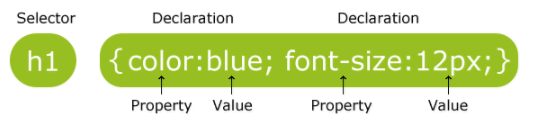 Selector Declaration Declaration
h1 {color:blue; font-size:12px;}
Property Value Property Value